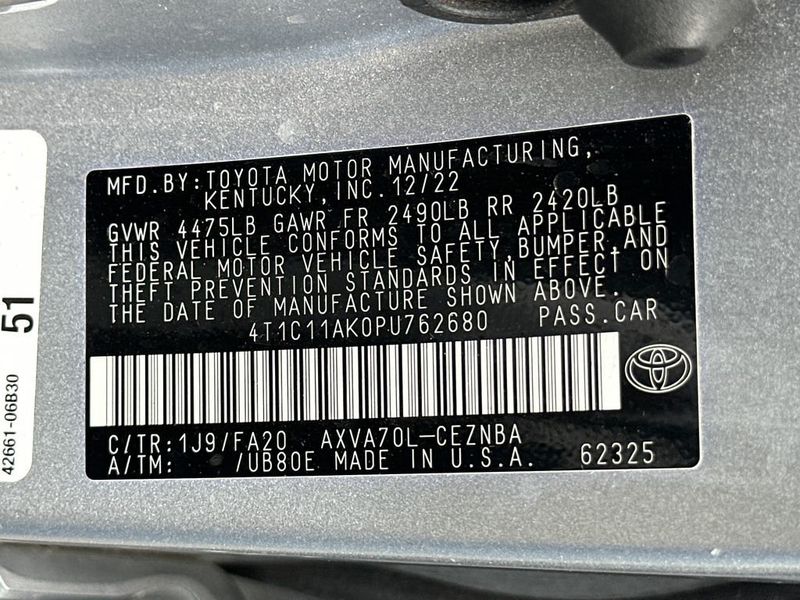 MFD.BY:TOYOTA MOTOR MANUFACTURING,
KENTUCKY, INC.12/22
GVWR 4475LB GAWR FR 2490LB RR 2420LB
THIS VEHICLE CONFORMS TO ALL APPLICABLE
FEDERAL MOTOR VEHICLE SAFETY,BUMPER,AND
THEFT PREVENTION STANDARDS IN EFFECT ON
THE DATE OF MANUFACTURE SHOWN ABOVE.
4T1C11AK0PU762680 PASS.CAR
C/TR:1J9/FA20 AXVA70L-CEZNBA
A/TM: /UB80E MADE IN U.S.A. 62325
51
42661-06B30